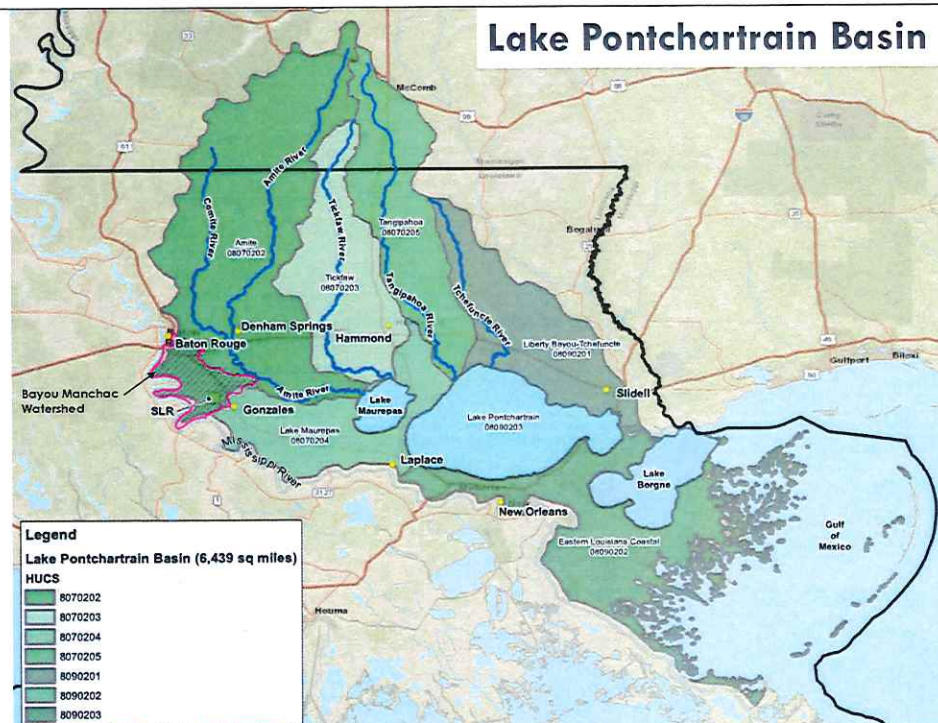 Lake Pontchartrain Basin
McComb
Amite River
Comite River
Tickfaw River
Tangipahoa
08070205
Amite
08070202
Tickfaw
08070203
Tangipahoa River
Tchefuncte River
Denham Springs
Baton Rouge
Hammond
Liberty Bayou-Tchefuncte
08090201
Gulfport
Biloxi
Bayou Manchac
Watershed
SLR
Gonzales
Amite River
Lake
Maurepas
Slidell
Lake Pontchartrain
08090203
Lake Maurepas
08070204
Mississippi River
Laplace
Lake
Borgne
New Orleans
Gulf
of
Mexico
Eastern Louisiana Coastal
08090202
Houma
Legend
Lake Pontchartrain Basin (6,439 sq miles)
HUCS
8070202
8070203
8070204
8070205
8090201
8090202
8090203